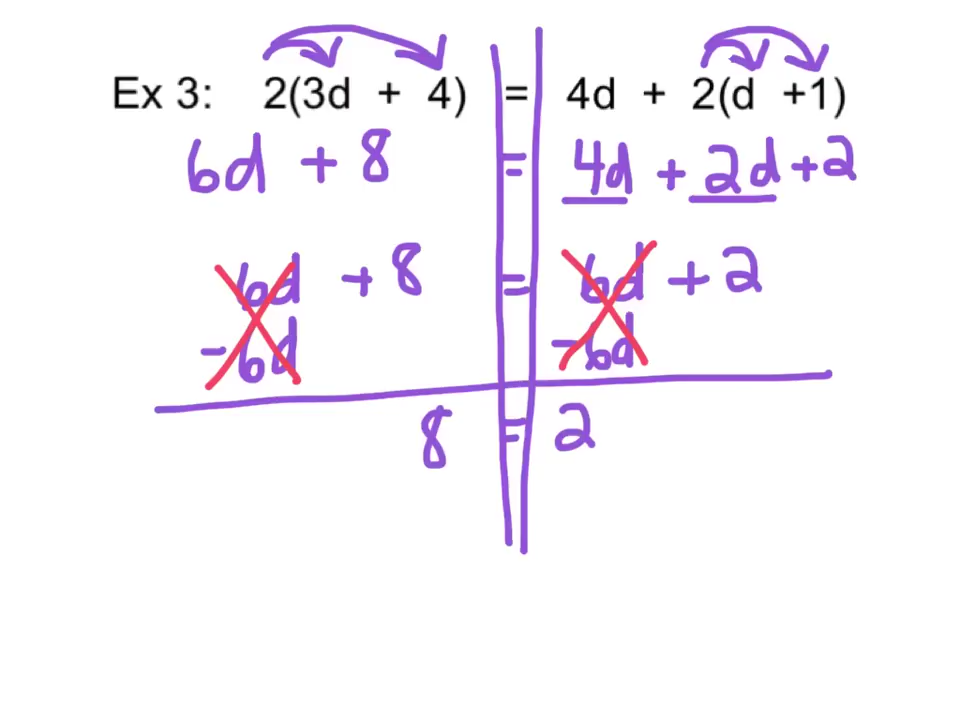 Ex 3: 2(3d + 4) = 4d + 2(d +1)
6d + 8 = 4d + 2d + 2
6d + 8 = 6d + 2
-6d -6d
8 = 2